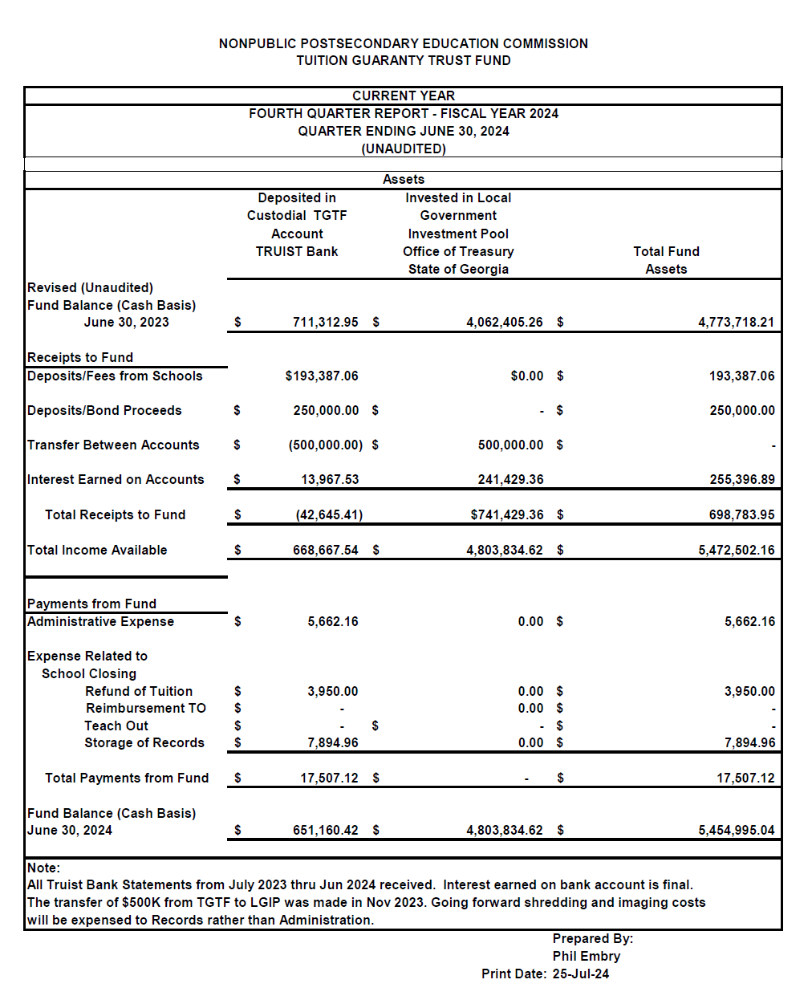 NONPUBLIC POSTSECONDARY EDUCATION COMMISSION
TUITION GUARANTY TRUST FUND
CURRENT YEAR
FOURTH QUARTER REPORT - FISCAL YEAR 2024
QUARTER ENDING JUNE 30, 2024
(UNAUDITED)
Assets
Deposited in Invested in Local
Custodial TGTF Government
Account Investment Pool
TRUIST Bank Office of Treasury Total Fund
State of Georgia Assets
Revised (Unaudited)
Fund Balance (Cash Basis)
June 30, 2023 $ 711,312.95 $ 4,062,405.26 $ 4,773,718.21
Receipts to Fund
Deposits/Fees from Schools $193,387.06 $0.00 $ 193,387.06
Deposits/Bond Proceeds $ 250,000.00 $ - $ 250,000.00
Transfer Between Accounts $ (500,000.00) $ 500,000.00 $ -
Interest Earned on Accounts $ 13,967.53 241,429.36 255,396.89
Total Receipts to Fund $ (42,645.41) $741,429.36 $ 698,783.95
Total Income Available $ 668,667.54 $ 4,803,834.62 $ 5,472,502.16
Payments from Fund
Administrative Expense $ 5,662.16 0.00 $ 5,662.16
Expense Related to
School Closing
Refund of Tuition $ 3,950.00 0.00 $ 3,950.00
Reimbursement TO $ - 0.00 $ -
Teach Out $ - $ - $ -
Storage of Records $ 7,894.96 0.00 $ 7,894.96
Total Payments from Fund $ 17,507.12 $ - $ 17,507.12
Fund Balance (Cash Basis)
June 30, 2024 $ 651,160.42 $ 4,803,834.62 $ 5,454,995.04
Note:
All Truist Bank Statements from July 2023 thru Jun 2024 received. Interest earned on bank account is final.
The transfer of $500K from TGTF to LGIP was made in Nov 2023. Going forward shredding and imaging costs
will be expensed to Records rather than Administration.
Prepared By:
Phil Embry
Print Date: 25-Jul-24